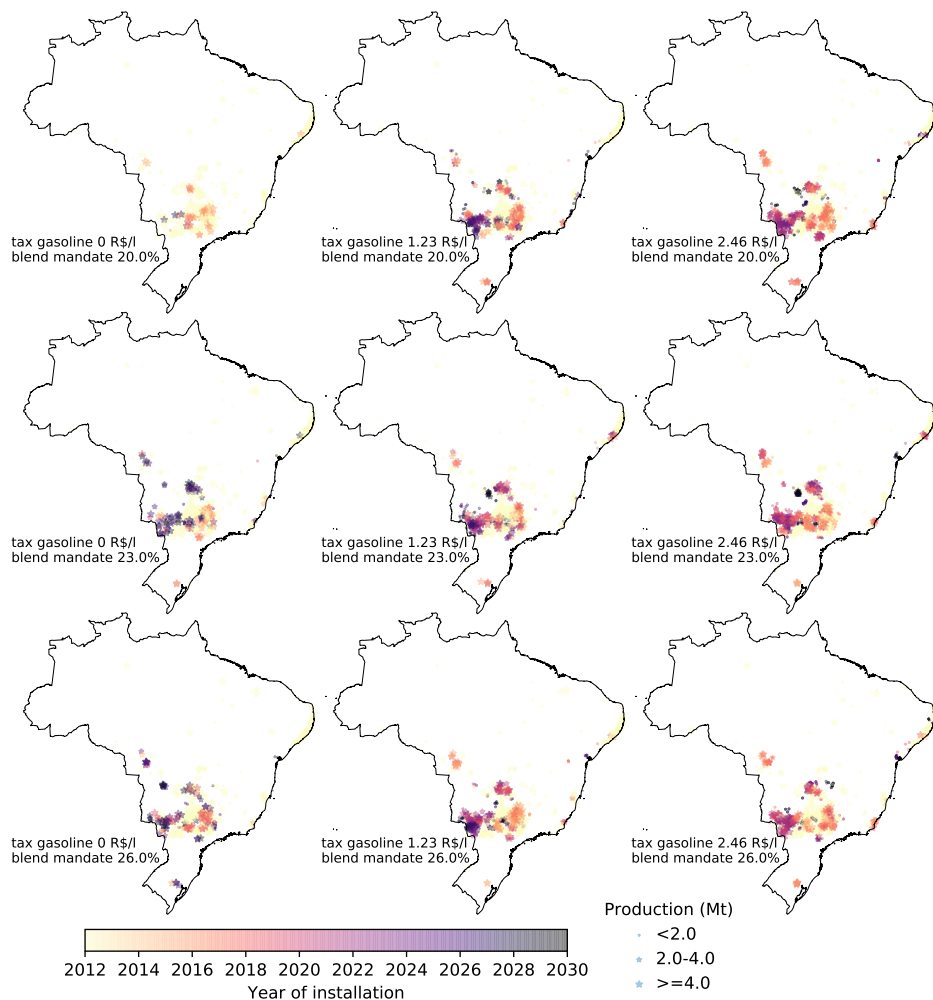 tax gasoline 0 R$/l
blend mandate 20.0%
tax gasoline 1.23 R$/l
blend mandate 20.0%
tax gasoline 2.46 R$/l
blend mandate 20.0%
tax gasoline 0 R$/l
blend mandate 23.0%
tax gasoline 1.23 R$/l
blend mandate 23.0%
tax gasoline 2.46 R$/l
blend mandate 23.0%
tax gasoline 0 R$/l
blend mandate 26.0%
tax gasoline 1.23 R$/l
blend mandate 26.0%
tax gasoline 2.46 R$/l
blend mandate 26.0%
Production (Mt)
<2.0
2.0-4.0
>=4.0
2012 2014 2016 2018 2020 2022 2024 2026 2028 2030
Year of installation